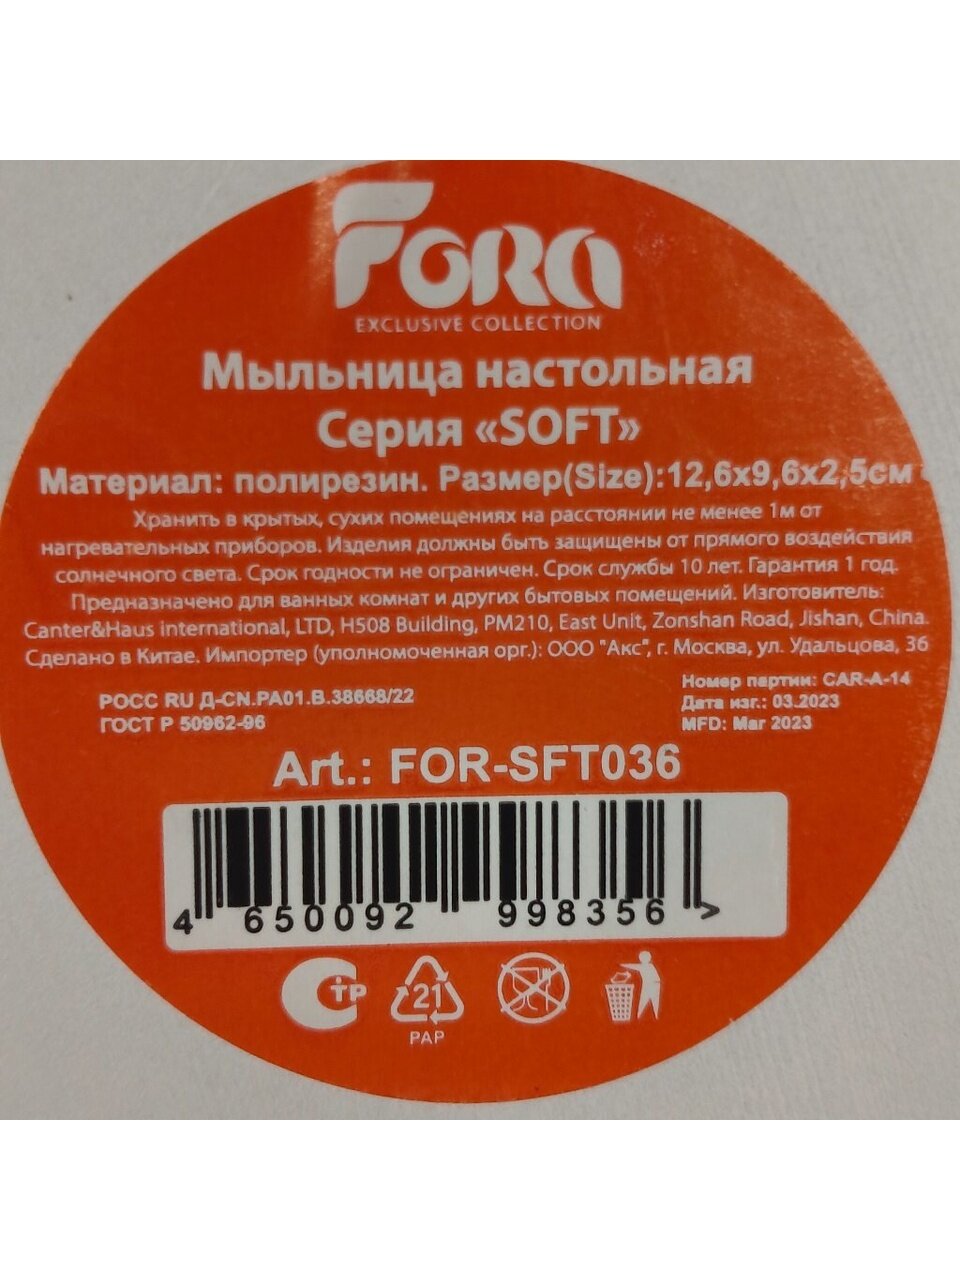 FORA
EXCLUSIVE COLLECTION
Мыльница настольная
Серия «SOFT»
Материал: полирезин. Размер(Size):12,6x9,6x2,5см
Хранить в крытых, сухих помещениях на расстоянии не менее 1м от
нагревательных приборов. Изделия должны быть защищены от прямого воздействия
солнечного света. Срок годности не ограничен. Срок службы 10 лет. Гарантия 1 год.
Предназначено для ванных комнат и других бытовых помещений. Изготовитель:
Canter&Haus international, LTD, H508 Building, PM210, East Unit, Zonshan Road, Jishan, China.
Сделано в Китае. Импортер (уполномоченная орг.): ООО "Акс", г. Москва, ул. Удальцова, 36
РОСС RU Д-CN.РА01.В.38668/22
ГОСТ Р 50962-96
Номер партии: CAR-A-14
Дата изг.: 03.2023
MFD: Mar 2023
Art.: FOR-SFT036
4 650092 998356 >
СТР
21
PAP